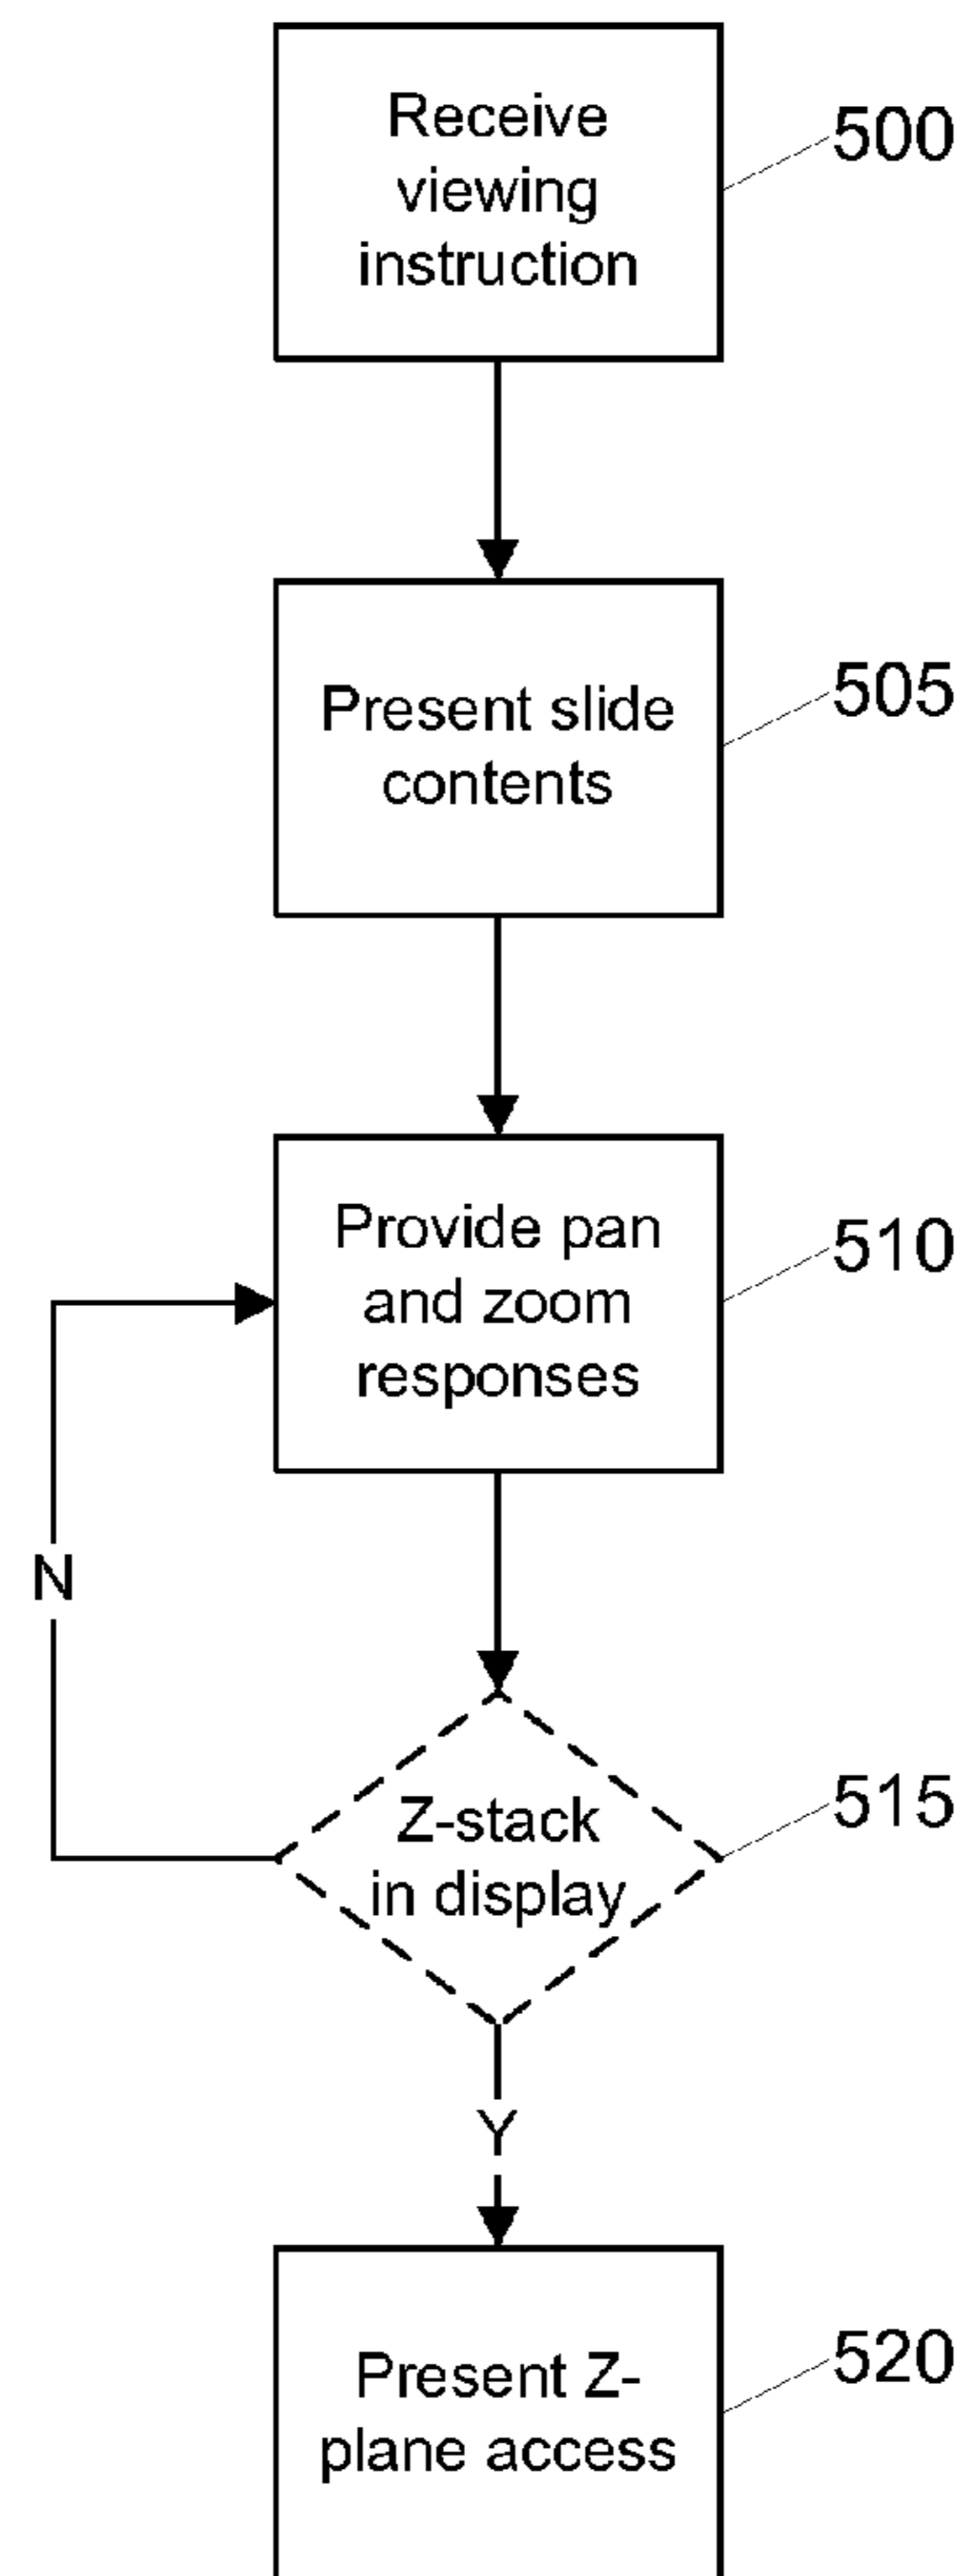 Receive
viewing
instruction
500
Present slide
contents
505
Provide pan
and zoom
responses
510
N
Z-stack
in display
515
Y
Present Z-
plane access
520